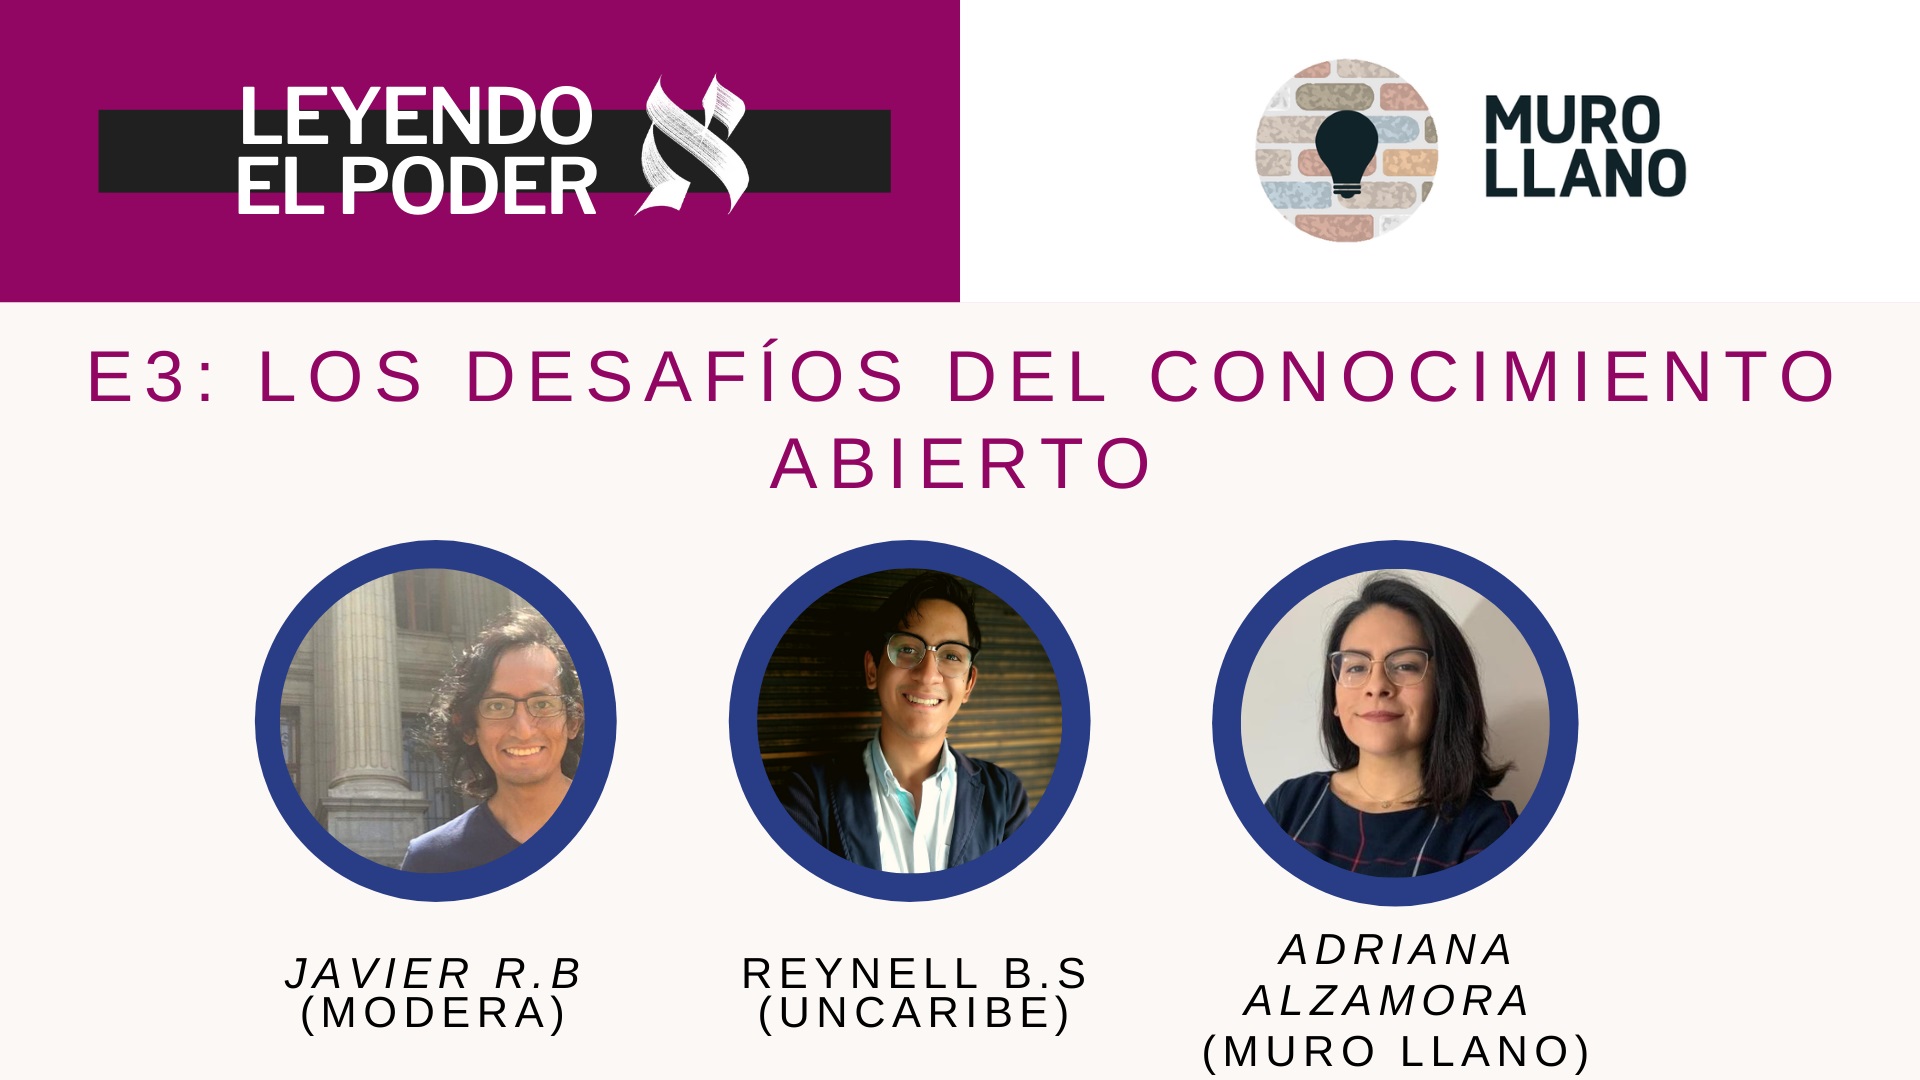 LEYENDO
EL PODER
א
MURO
LLANO
E3: LOS DESAFÍOS DEL CONOCIMIENTO
ABIERTO
JAVIER R.B
(MODERA)
REYNELL B.S
(UNCARIBE)
ADRIANA
ALZAMORA
(MURO LLANO)